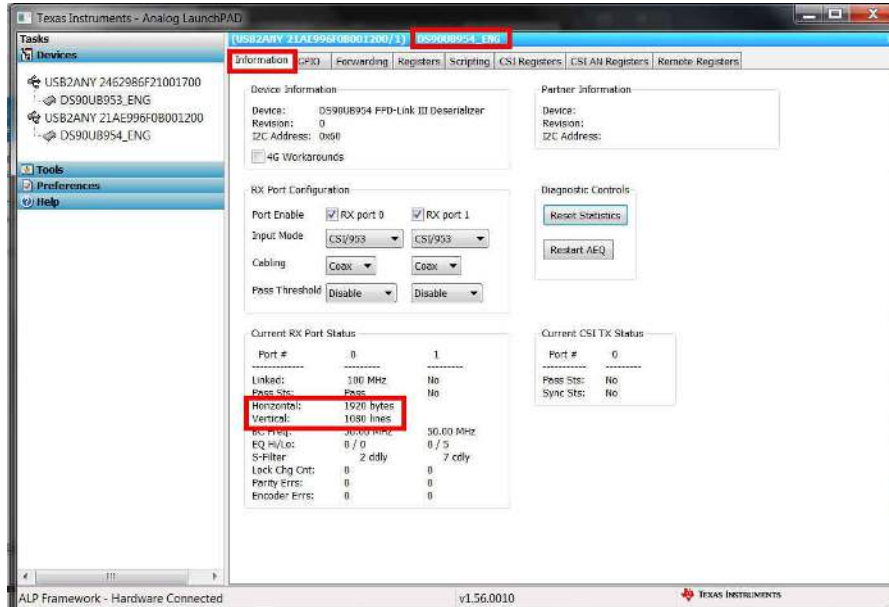 Texas Instruments - Analog LaunchPAD
Tasks
Devices
USB2ANY 2462986F21001700
DS90UB953_ENG
USB2ANY 21AE996F0B001200
DS90UB954_ENG
Tools
Preferences
Help
(USB2ANY 21AE996F0B001200/1) DS90UB954_ENG
Information GPIO Forwarding Registers Scripting CSI Registers CSI AN Registers Remote Registers
Device Information
Device: DS90UB954 FPD-Link III Deserializer
Revision: 0
I2C Address: 0x60
4G Workarounds
Partner Information
Device:
Revision:
I2C Address:
RX Port Configuration
Port Enable RX port 0 RX port 1
Input Mode CSI/953 CSI/953
Cabling Coax Coax
Pass Threshold Disable Disable
Diagnostic Controls
Reset Statistics
Restart AEQ
Current RX Port Status
Port # 0 1
Linked: 100 MHz No
Pass Sts: Pass No
Horizontal: 1920 bytes
Vertical: 1080 lines
BC Freq: 50.00 MHz 50.00 MHz
EQ Hi/Lo: 0 / 0 0 / 5
S-Filter 2 ddly 7 cdly
Lock Chg Cnt: 0 0
Parity Errs: 0 0
Encoder Errs: 0 0
Current CSI TX Status
Port # 0
Pass Sts: No
Sync Sts: No
ALP Framework - Hardware Connected
v1.56.0010
TEXAS INSTRUMENTS